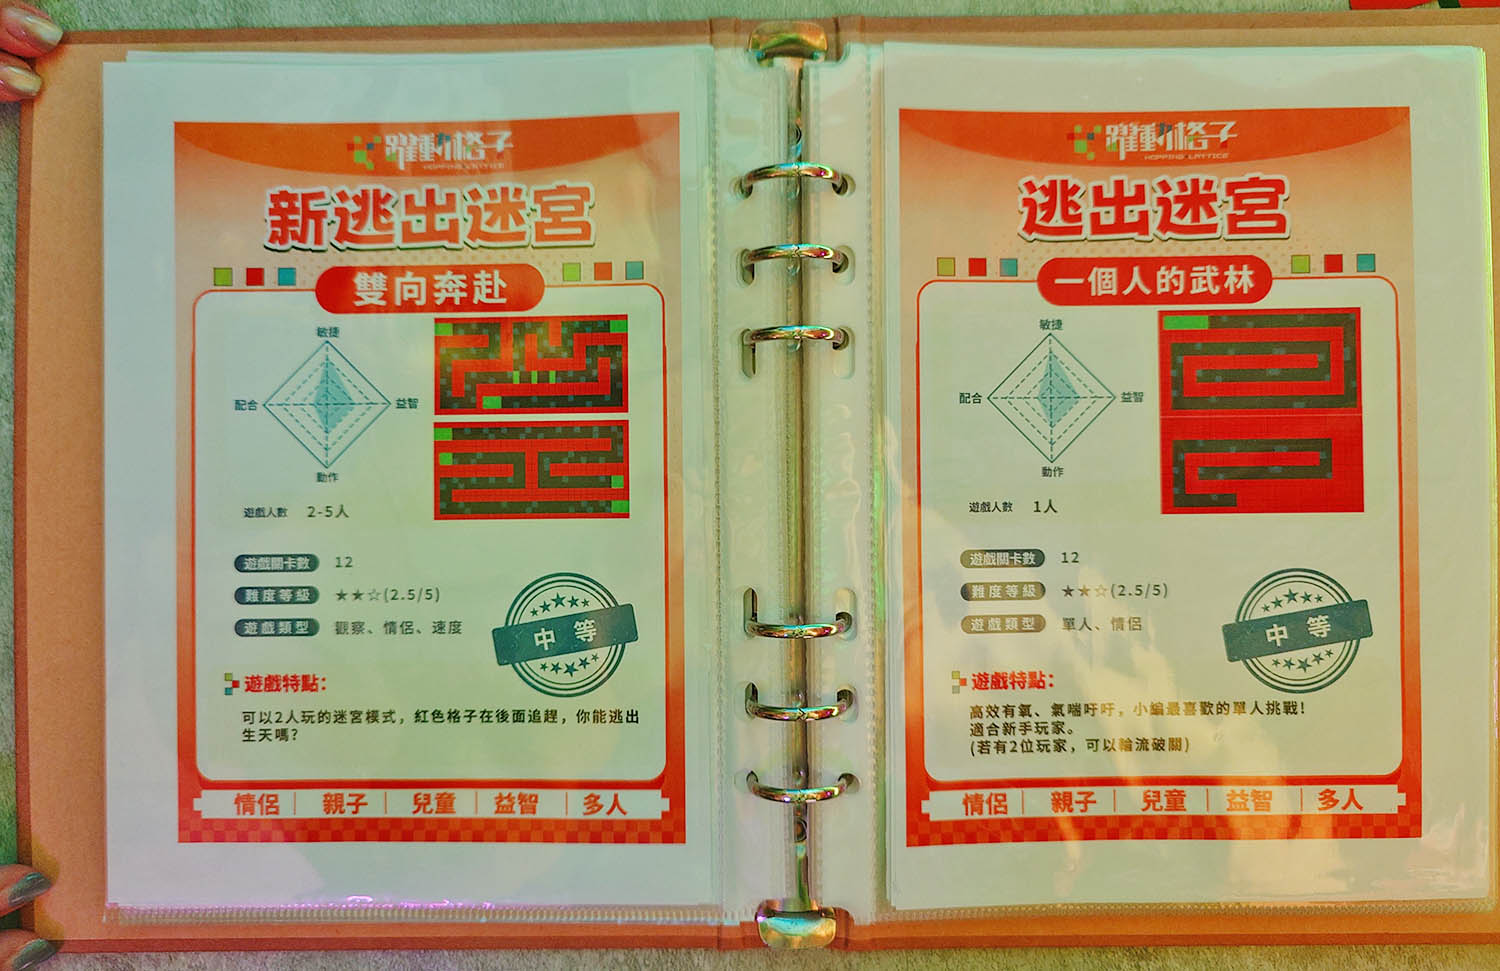 躍動格子
HOPPING LATTICE
新逃出迷宮
雙向奔赴
敏捷
配合
益智
動作
遊戲人數 2-5人
遊戲關卡數 12
難度等級 ★★☆(2.5/5)
遊戲類型 觀察、情侶、速度
中等
遊戲特點：
可以2人玩的迷宮模式，紅色格子在後面追趕，你能逃出
生天嗎?
情侶｜親子｜兒童｜益智｜多人
躍動格子
HOPPING LATTICE
逃出迷宮
一個人的武林
敏捷
配合
益智
動作
遊戲人數 1人
遊戲關卡數 12
難度等級 ★★☆(2.5/5)
遊戲類型 單人、情侶
中等
遊戲特點：
高效有氧、氣喘吁吁，小編最喜歡的單人挑戰!
適合新手玩家。
(若有2位玩家，可以輪流破關)
情侶｜親子｜兒童｜益智｜多人